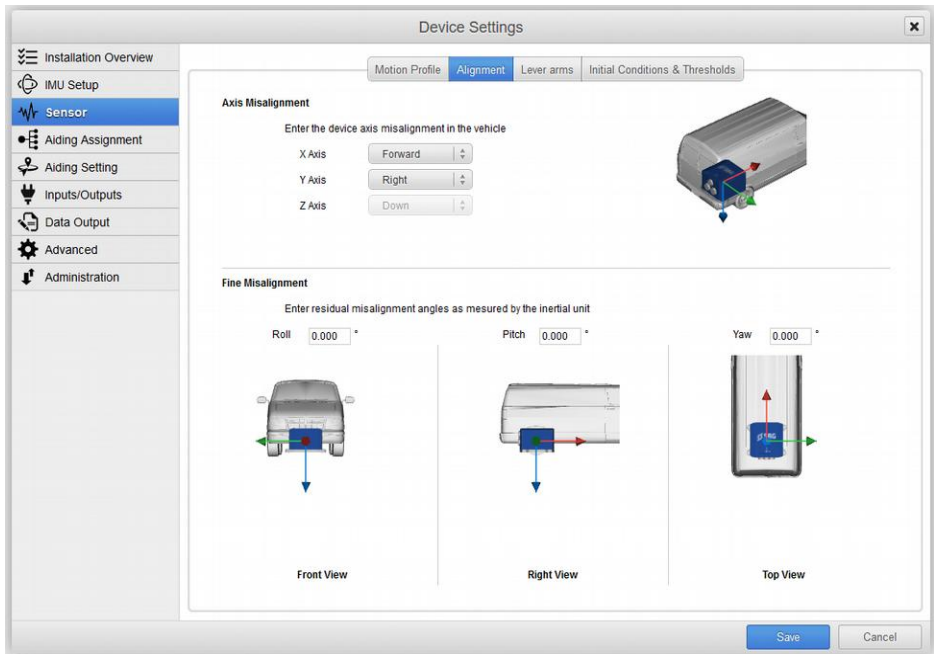 Device Settings
Installation Overview
IMU Setup
Sensor
Aiding Assignment
Aiding Setting
Inputs/Outputs
Data Output
Advanced
Administration
Motion Profile Alignment Lever arms Initial Conditions & Thresholds
Axis Misalignment
Enter the device axis misalignment in the vehicle
X Axis Forward
Y Axis Right
Z Axis Down
Fine Misalignment
Enter residual misalignment angles as mesured by the inertial unit
Roll 0.000 ° Pitch 0.000 ° Yaw 0.000 °
SBG
Front View Right View Top View
Save Cancel